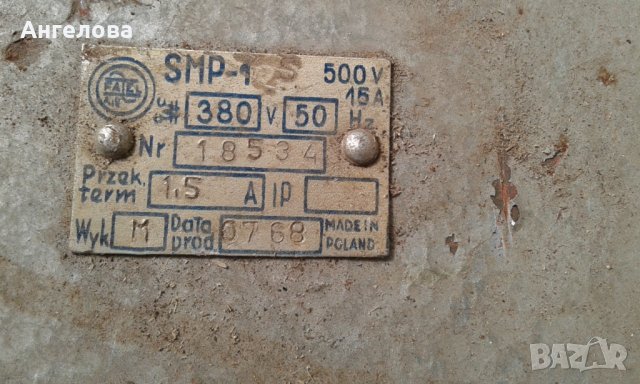 Ангелова
SMP-1
500 V
15 A
380 V 50 Hz
Nr 18534
Przek. term 1,5 A IP
Wyk M Data prod 0768 MADE IN POLAND
BAZAR